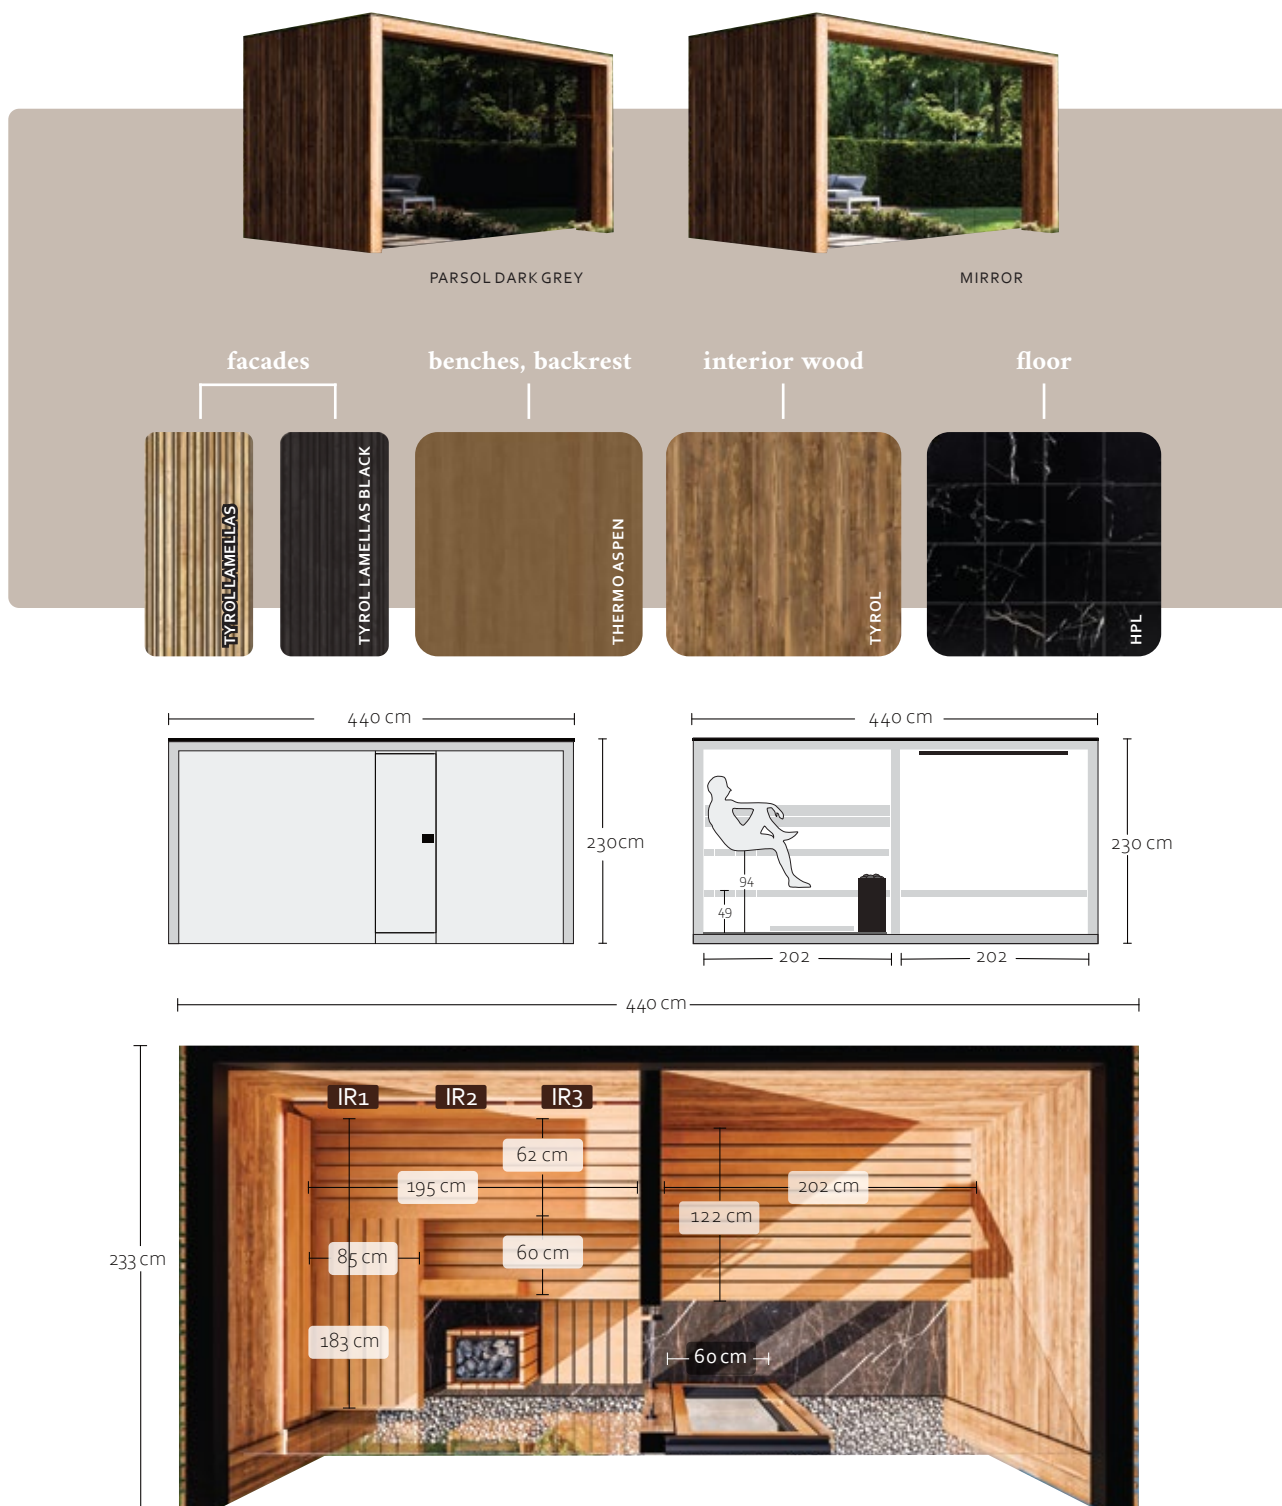 PARSOL DARK GREY
MIRROR
facades
benches, backrest
interior wood
floor
TYROL LAMELLAS
TYROL LAMELLAS BLACK
THERMO ASPEN
TYROL
HPL
440 cm
440 cm
230cm
230 cm
94
49
202
202
440 cm
IR1
IR2
IR3
62 cm
195 cm
202 cm
122 cm
233 cm
85 cm
60 cm
183 cm
60 cm